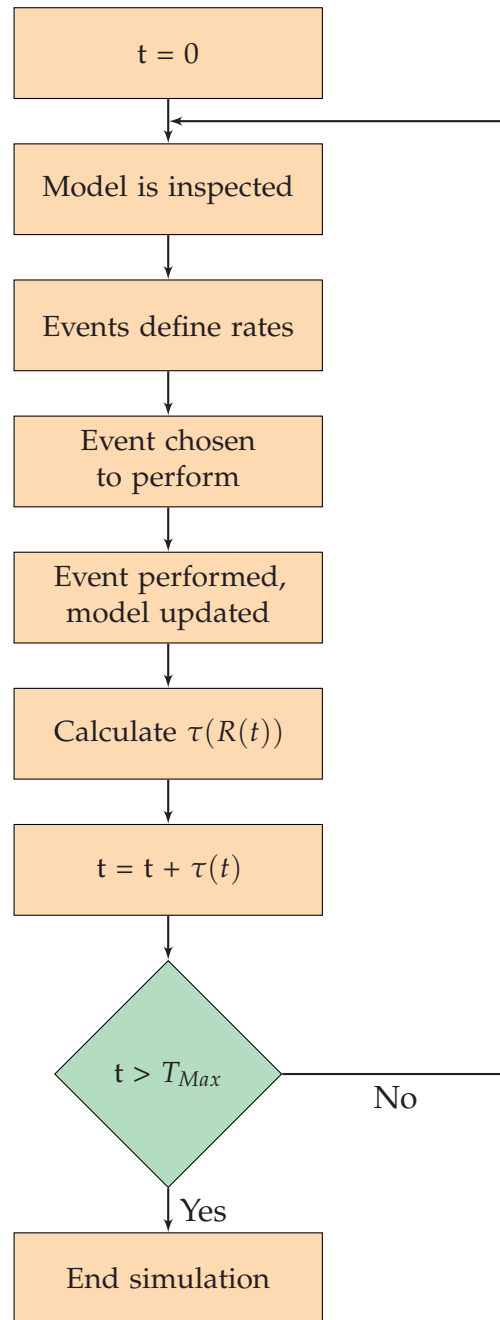 t = 0
Model is inspected
Events define rates
Event chosen
to perform
Event performed,
model updated
Calculate τ(R(t))
t = t + τ(t)
t > T_Max
No
Yes
End simulation